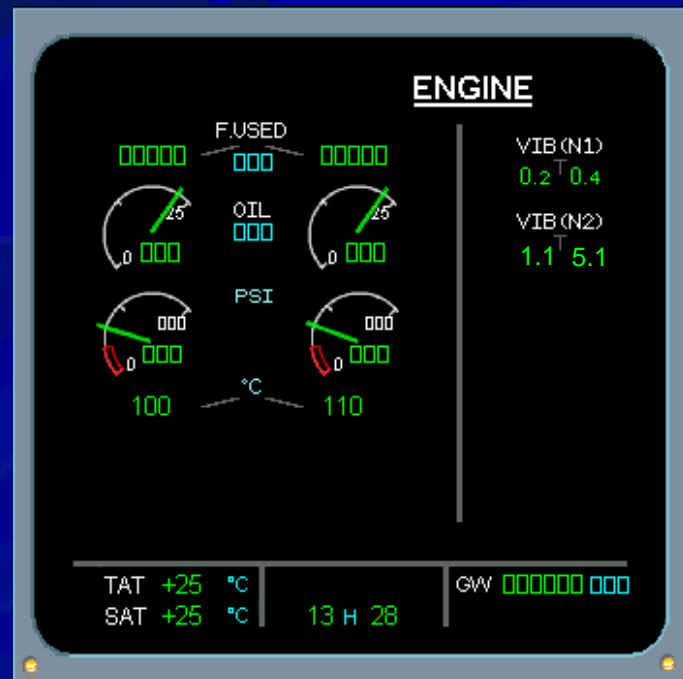 ENGINE
F.USED
VIB (N1)
0.2 0.4
25 OIL 25
VIB (N2)
0 0
1.1 5.1
PSI
0 0
°C
100 110
TAT +25 °C
GW
SAT +25 °C 13 H 28